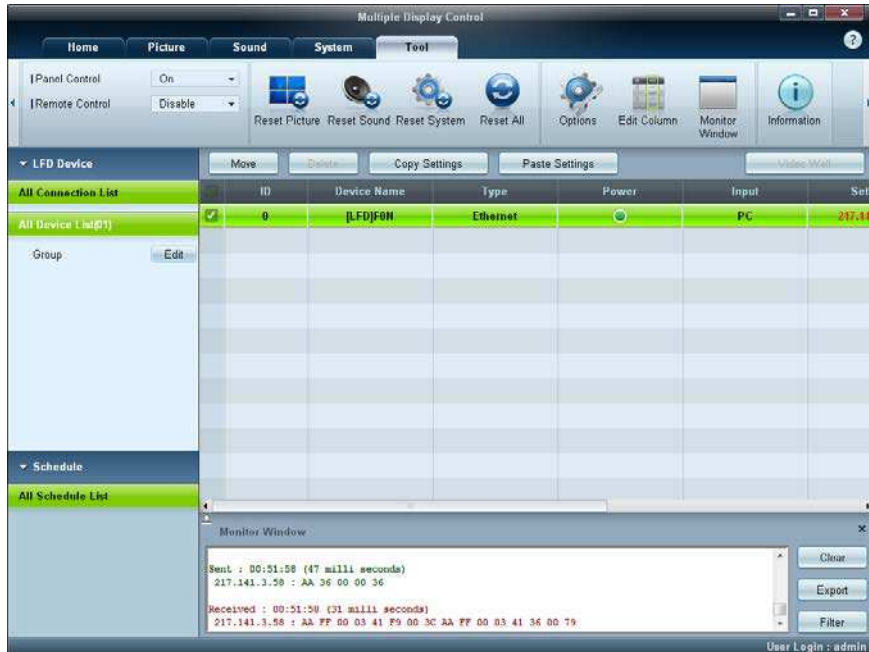 Multiple Display Control
Home Picture Sound System Tool
Panel Control On
Remote Control Disable
Reset Picture Reset Sound Reset System Reset All Options Edit Column Monitor Window Information
LFD Device
Move Delete Copy Settings Paste Settings Video Wall
All Connection List
ID Device Name Type Power Input Set
All Device List(01)
0 [LFD]F0N Ethernet PC 217.1
Group Edit
Schedule
All Schedule List
Monitor Window
Sent : 00:51:58 (47 milli seconds)
217.141.3.58 : AA 36 00 00 36
Received : 00:51:58 (31 milli seconds)
217.141.3.58 : AA FF 00 03 41 F9 00 3C AA FF 00 03 41 36 00 79
Clear
Export
Filter
User Login : admin